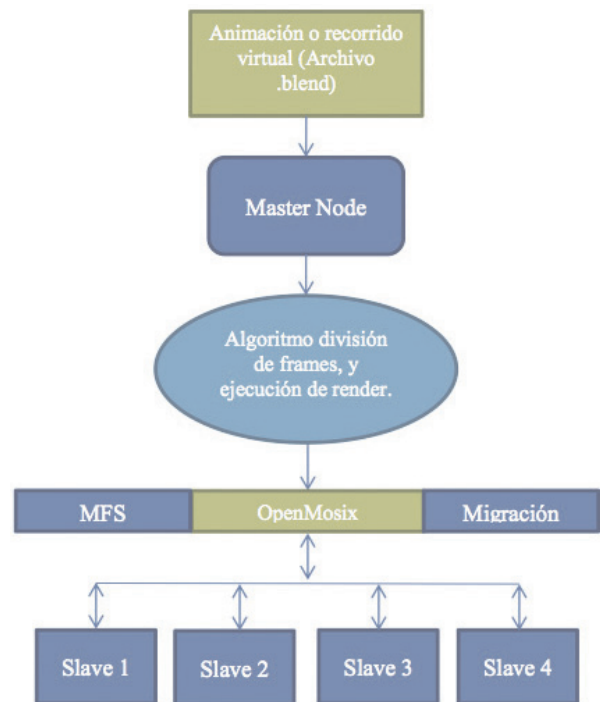 Animación o recorrido
virtual (Archivo
.blend)
Master Node
Algoritmo división
de frames, y
ejecución de render.
MFS OpenMosix Migración
Slave 1 Slave 2 Slave 3 Slave 4